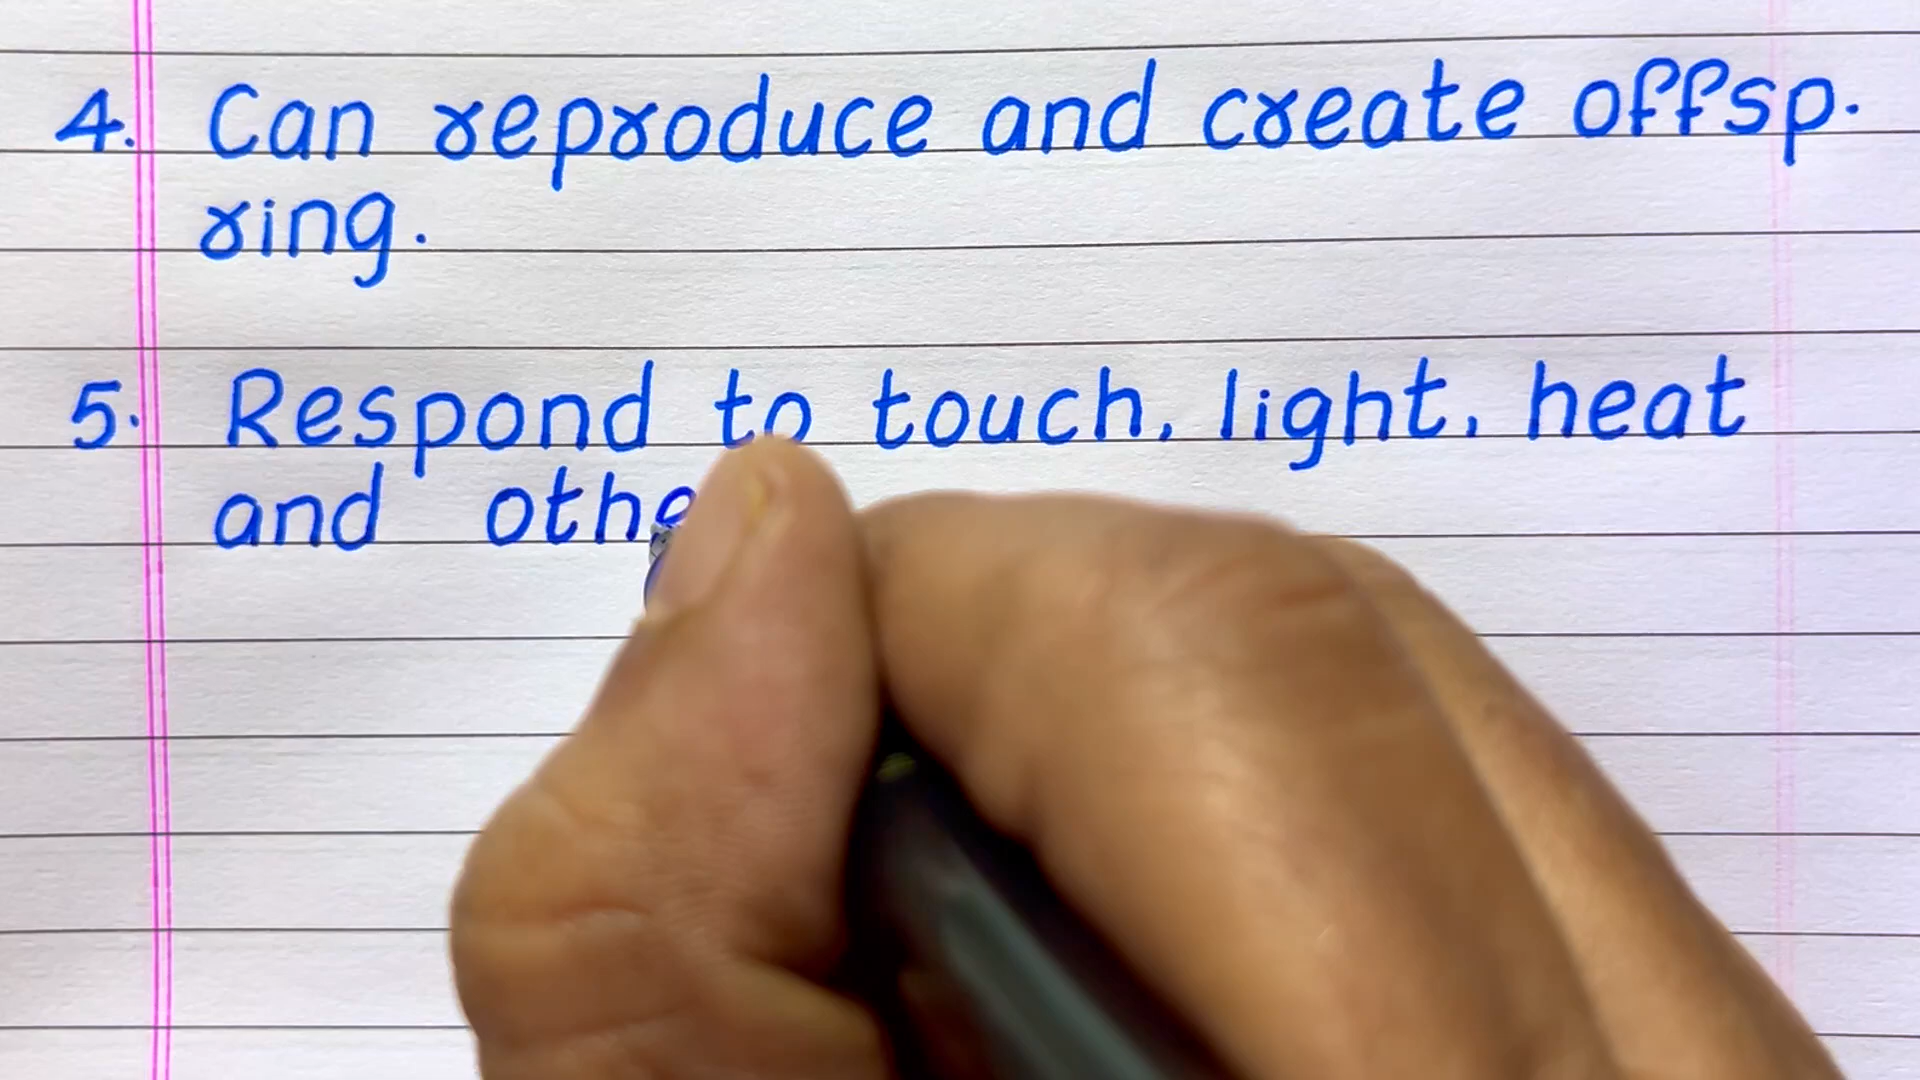 4. Can reproduce and create offsp.
ring.
5. Respond to touch, light, heat
and othe